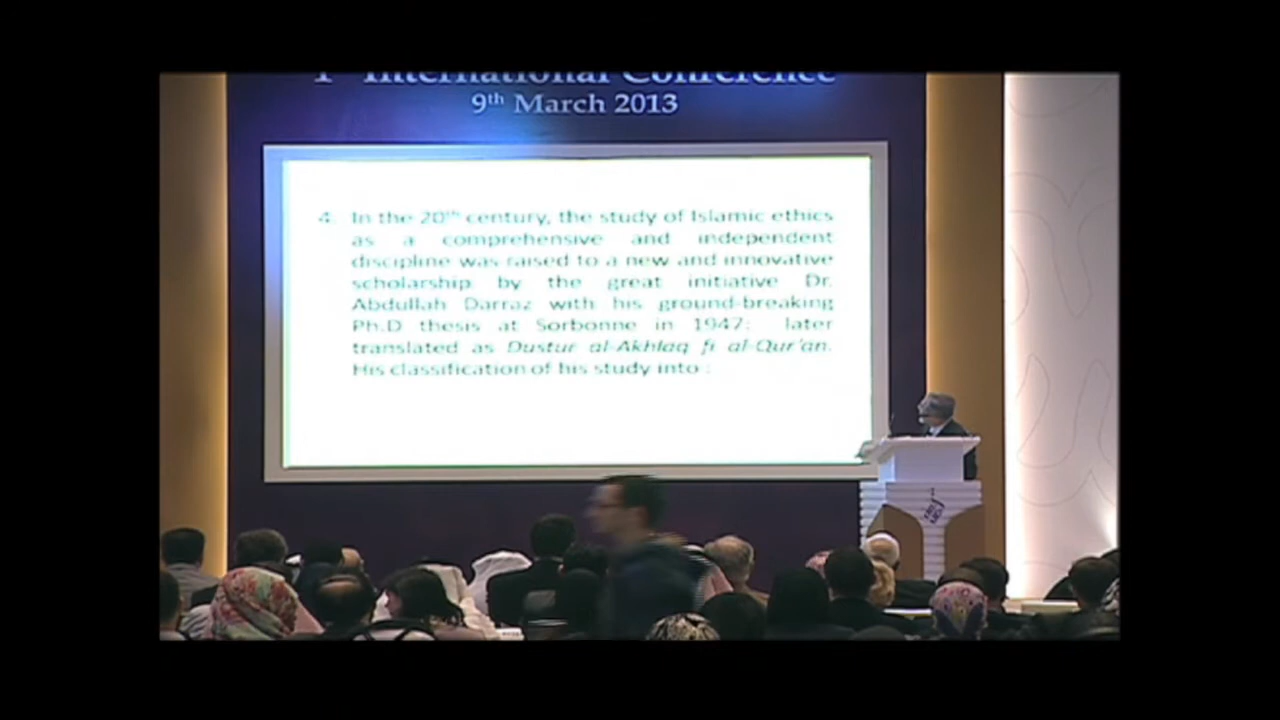 1st International Conference
9th March 2013
4. In the 20th century, the study of Islamic ethics
as a comprehensive and independent
discipline was raised to a new and innovative
scholarship by the great initiative Dr.
Abdullah Darraz with his ground-breaking
Ph.D thesis at Sorbonne in 1947: later
translated as Dustur al-Akhlaq fi al-Qur'an.
His classification of his study into :